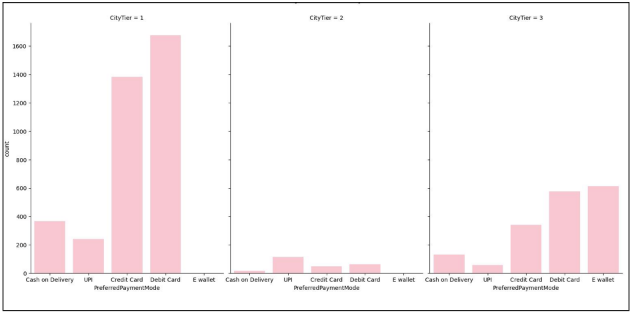 CityTier = 1
CityTier = 2
CityTier = 3
count
1600
1400
1200
1000
800
600
400
200
0
Cash on Delivery UPI Credit Card Debit Card E wallet
Cash on Delivery UPI Credit Card Debit Card E wallet
Cash on Delivery UPI Credit Card Debit Card E wallet
PreferredPaymentMode
PreferredPaymentMode
PreferredPaymentMode